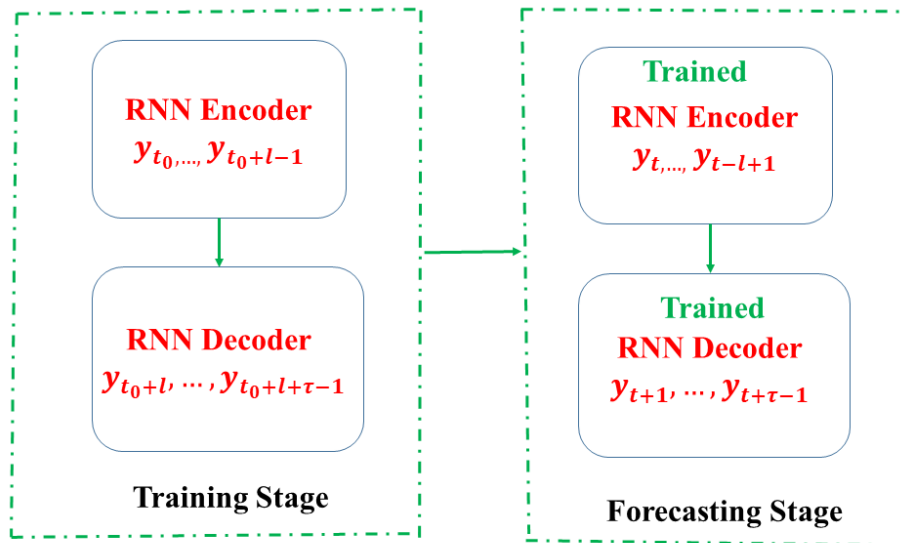 RNN Encoder
y_{t_0},..., y_{t_0+l-1}
RNN Decoder
y_{t_0+l}, ... , y_{t_0+l+τ-1}
Training Stage
Trained
RNN Encoder
y_{t},..., y_{t-l+1}
Trained
RNN Decoder
y_{t+1}, ... , y_{t+τ-1}
Forecasting Stage